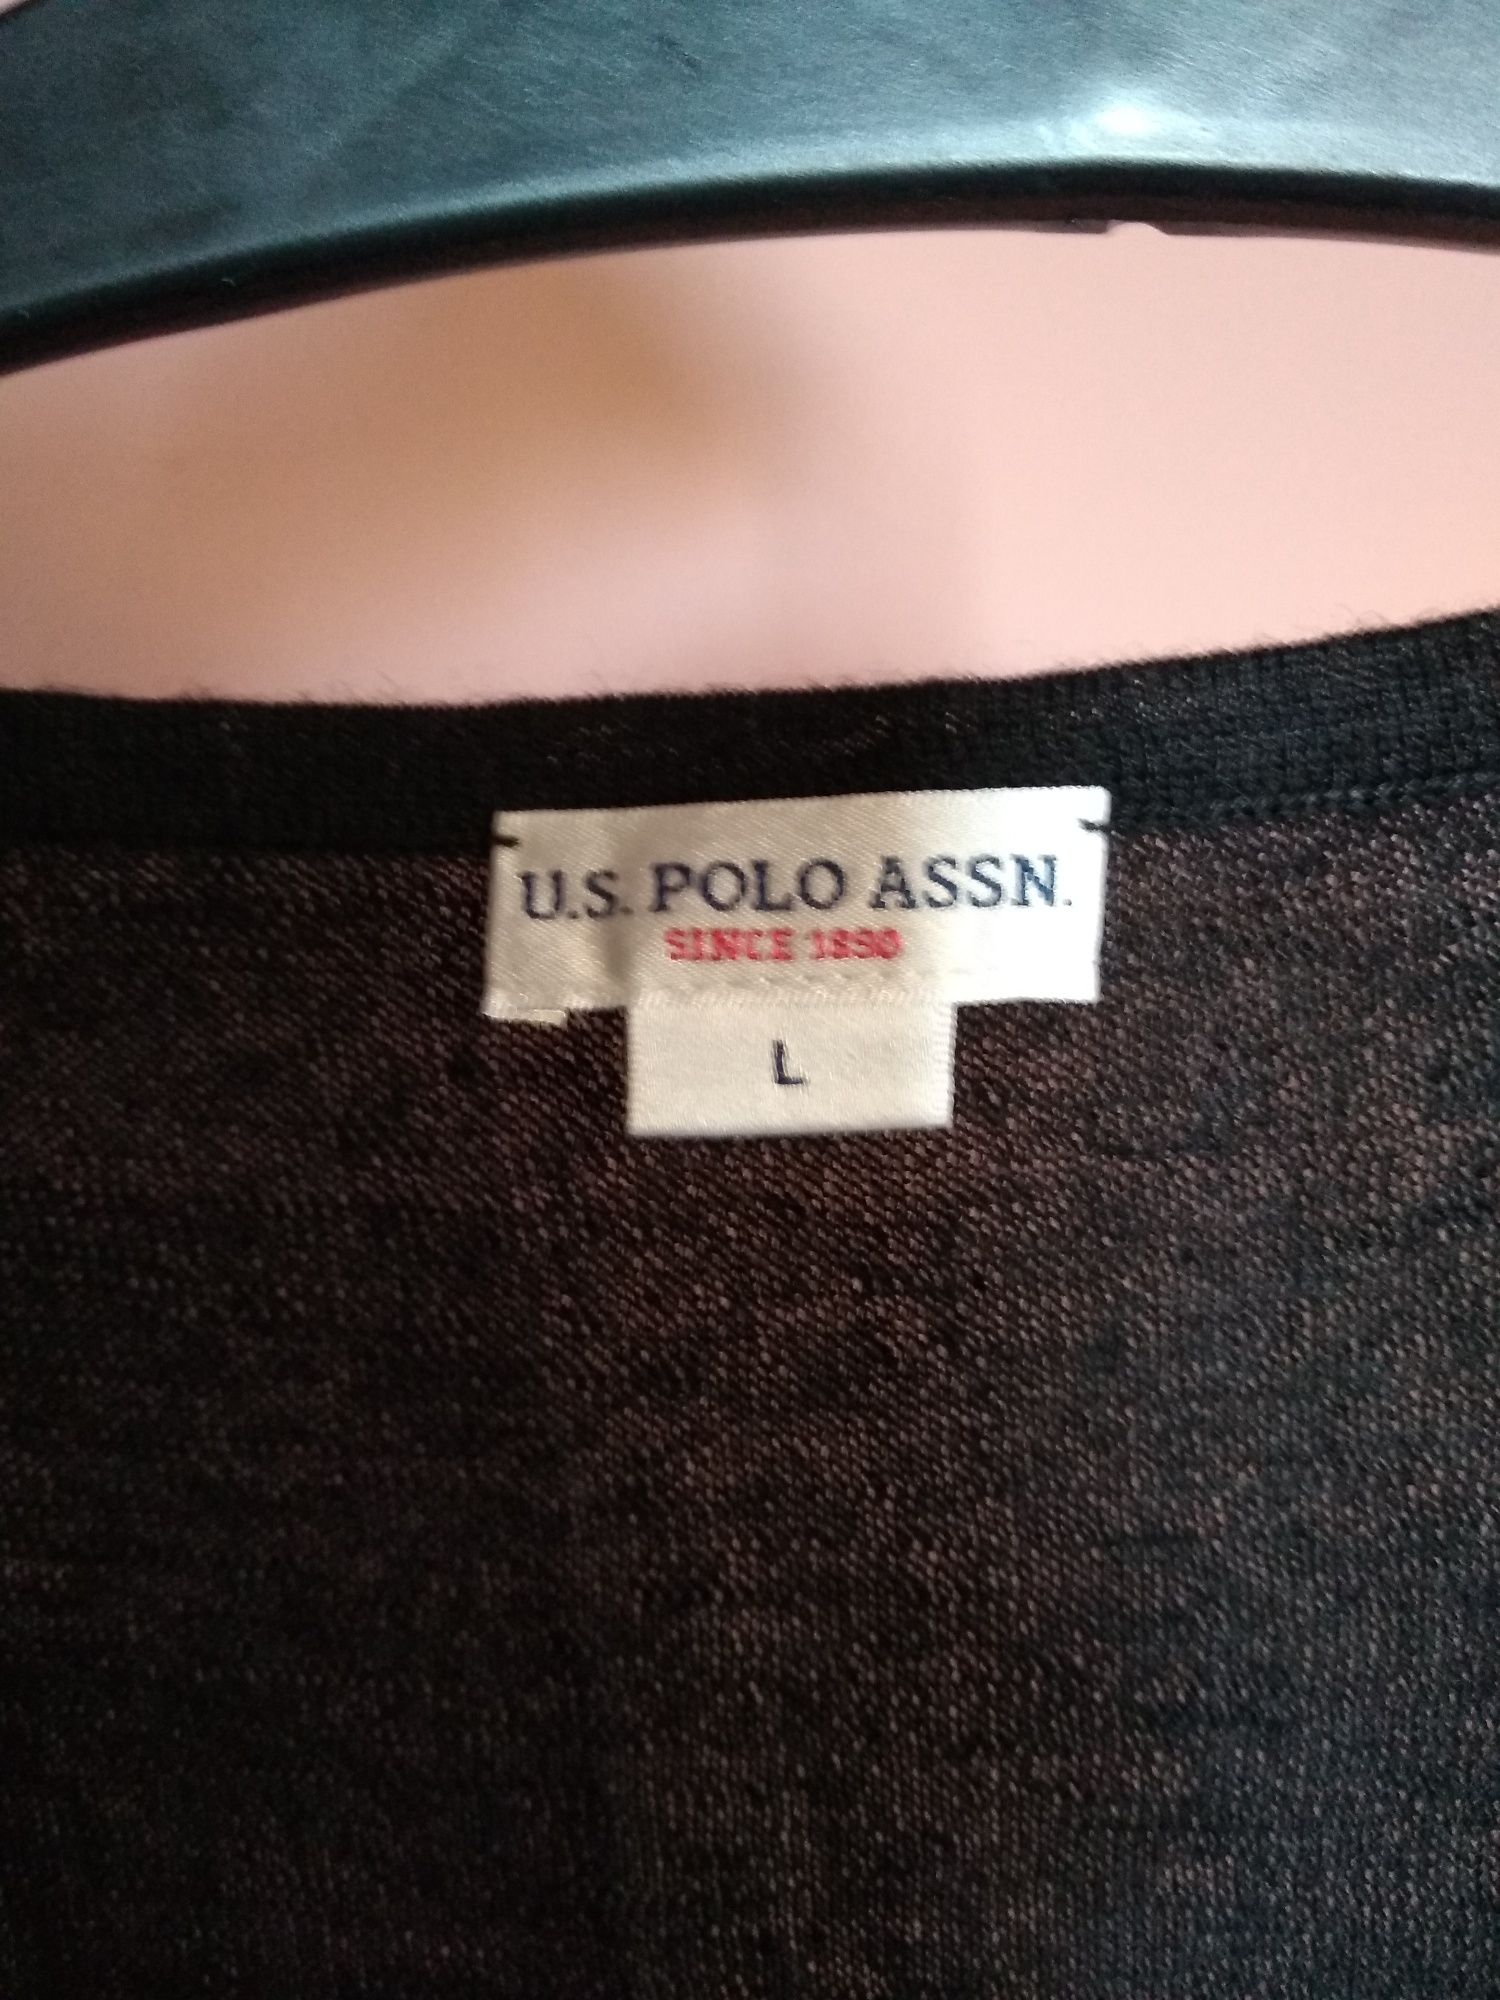 U.S. POLO ASSN.
SINCE 1890
L